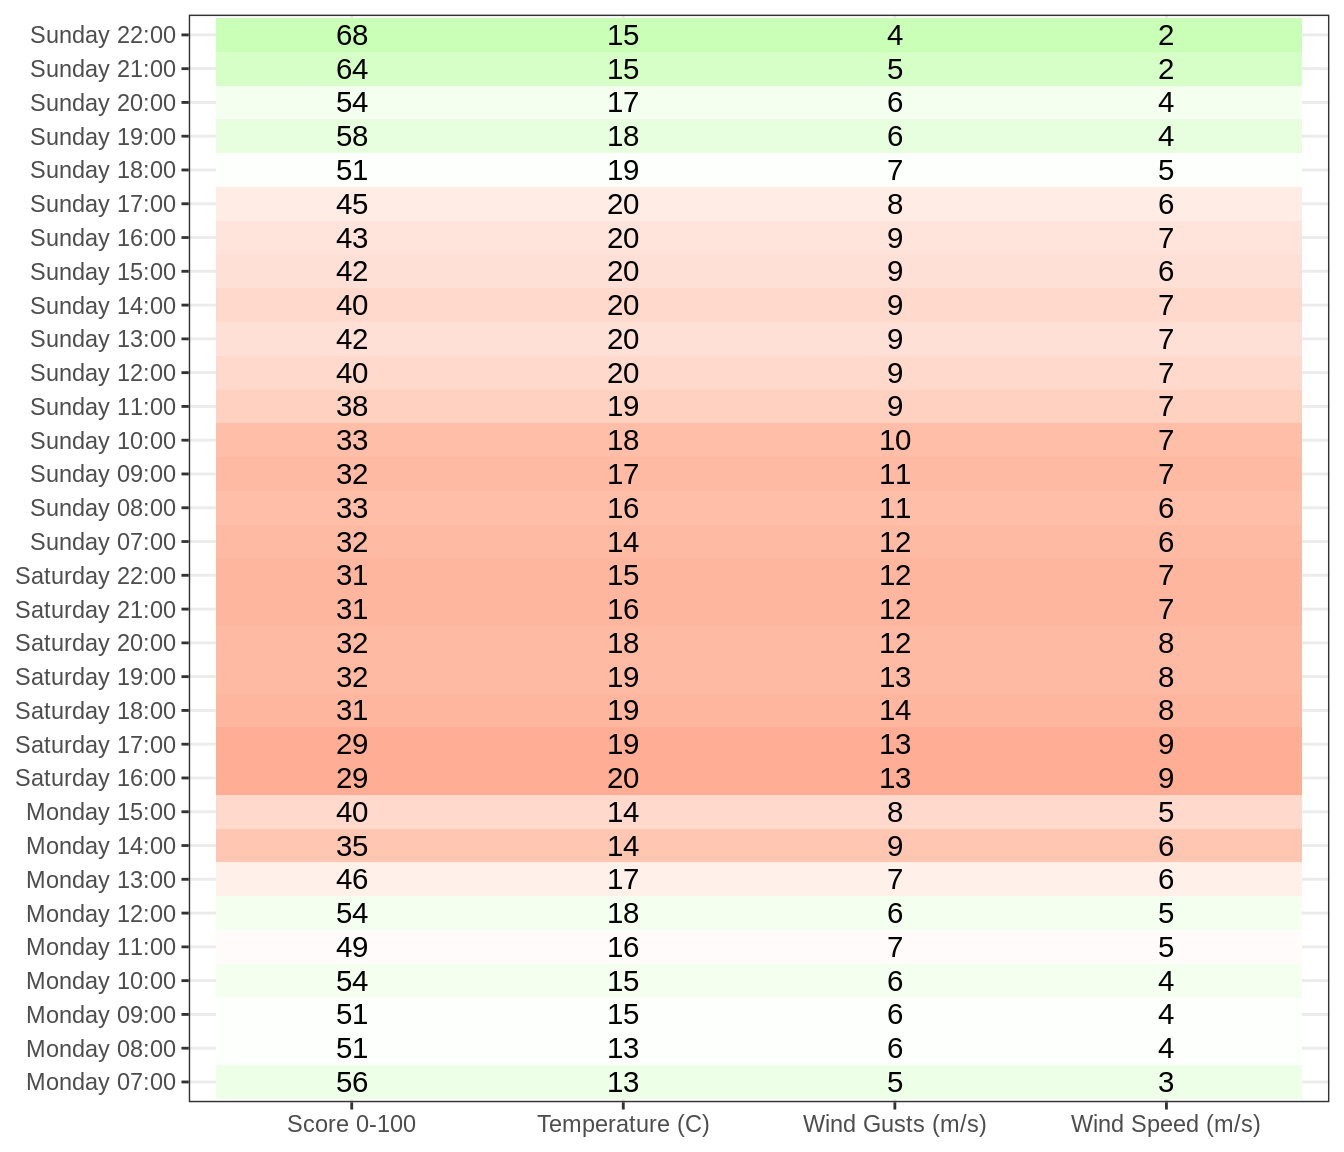 Sunday 22:00 68 15 4 2
Sunday 21:00 64 15 5 2
Sunday 20:00 54 17 6 4
Sunday 19:00 58 18 6 4
Sunday 18:00 51 19 7 5
Sunday 17:00 45 20 8 6
Sunday 16:00 43 20 9 7
Sunday 15:00 42 20 9 6
Sunday 14:00 40 20 9 7
Sunday 13:00 42 20 9 7
Sunday 12:00 40 20 9 7
Sunday 11:00 38 19 9 7
Sunday 10:00 33 18 10 7
Sunday 09:00 32 17 11 7
Sunday 08:00 33 16 11 6
Sunday 07:00 32 14 12 6
Saturday 22:00 31 15 12 7
Saturday 21:00 31 16 12 7
Saturday 20:00 32 18 12 8
Saturday 19:00 32 19 13 8
Saturday 18:00 31 19 14 8
Saturday 17:00 29 19 13 9
Saturday 16:00 29 20 13 9
Monday 15:00 40 14 8 5
Monday 14:00 35 14 9 6
Monday 13:00 46 17 7 6
Monday 12:00 54 18 6 5
Monday 11:00 49 16 7 5
Monday 10:00 54 15 6 4
Monday 09:00 51 15 6 4
Monday 08:00 51 13 6 4
Monday 07:00 56 13 5 3
Score 0-100 Temperature (C) Wind Gusts (m/s) Wind Speed (m/s)